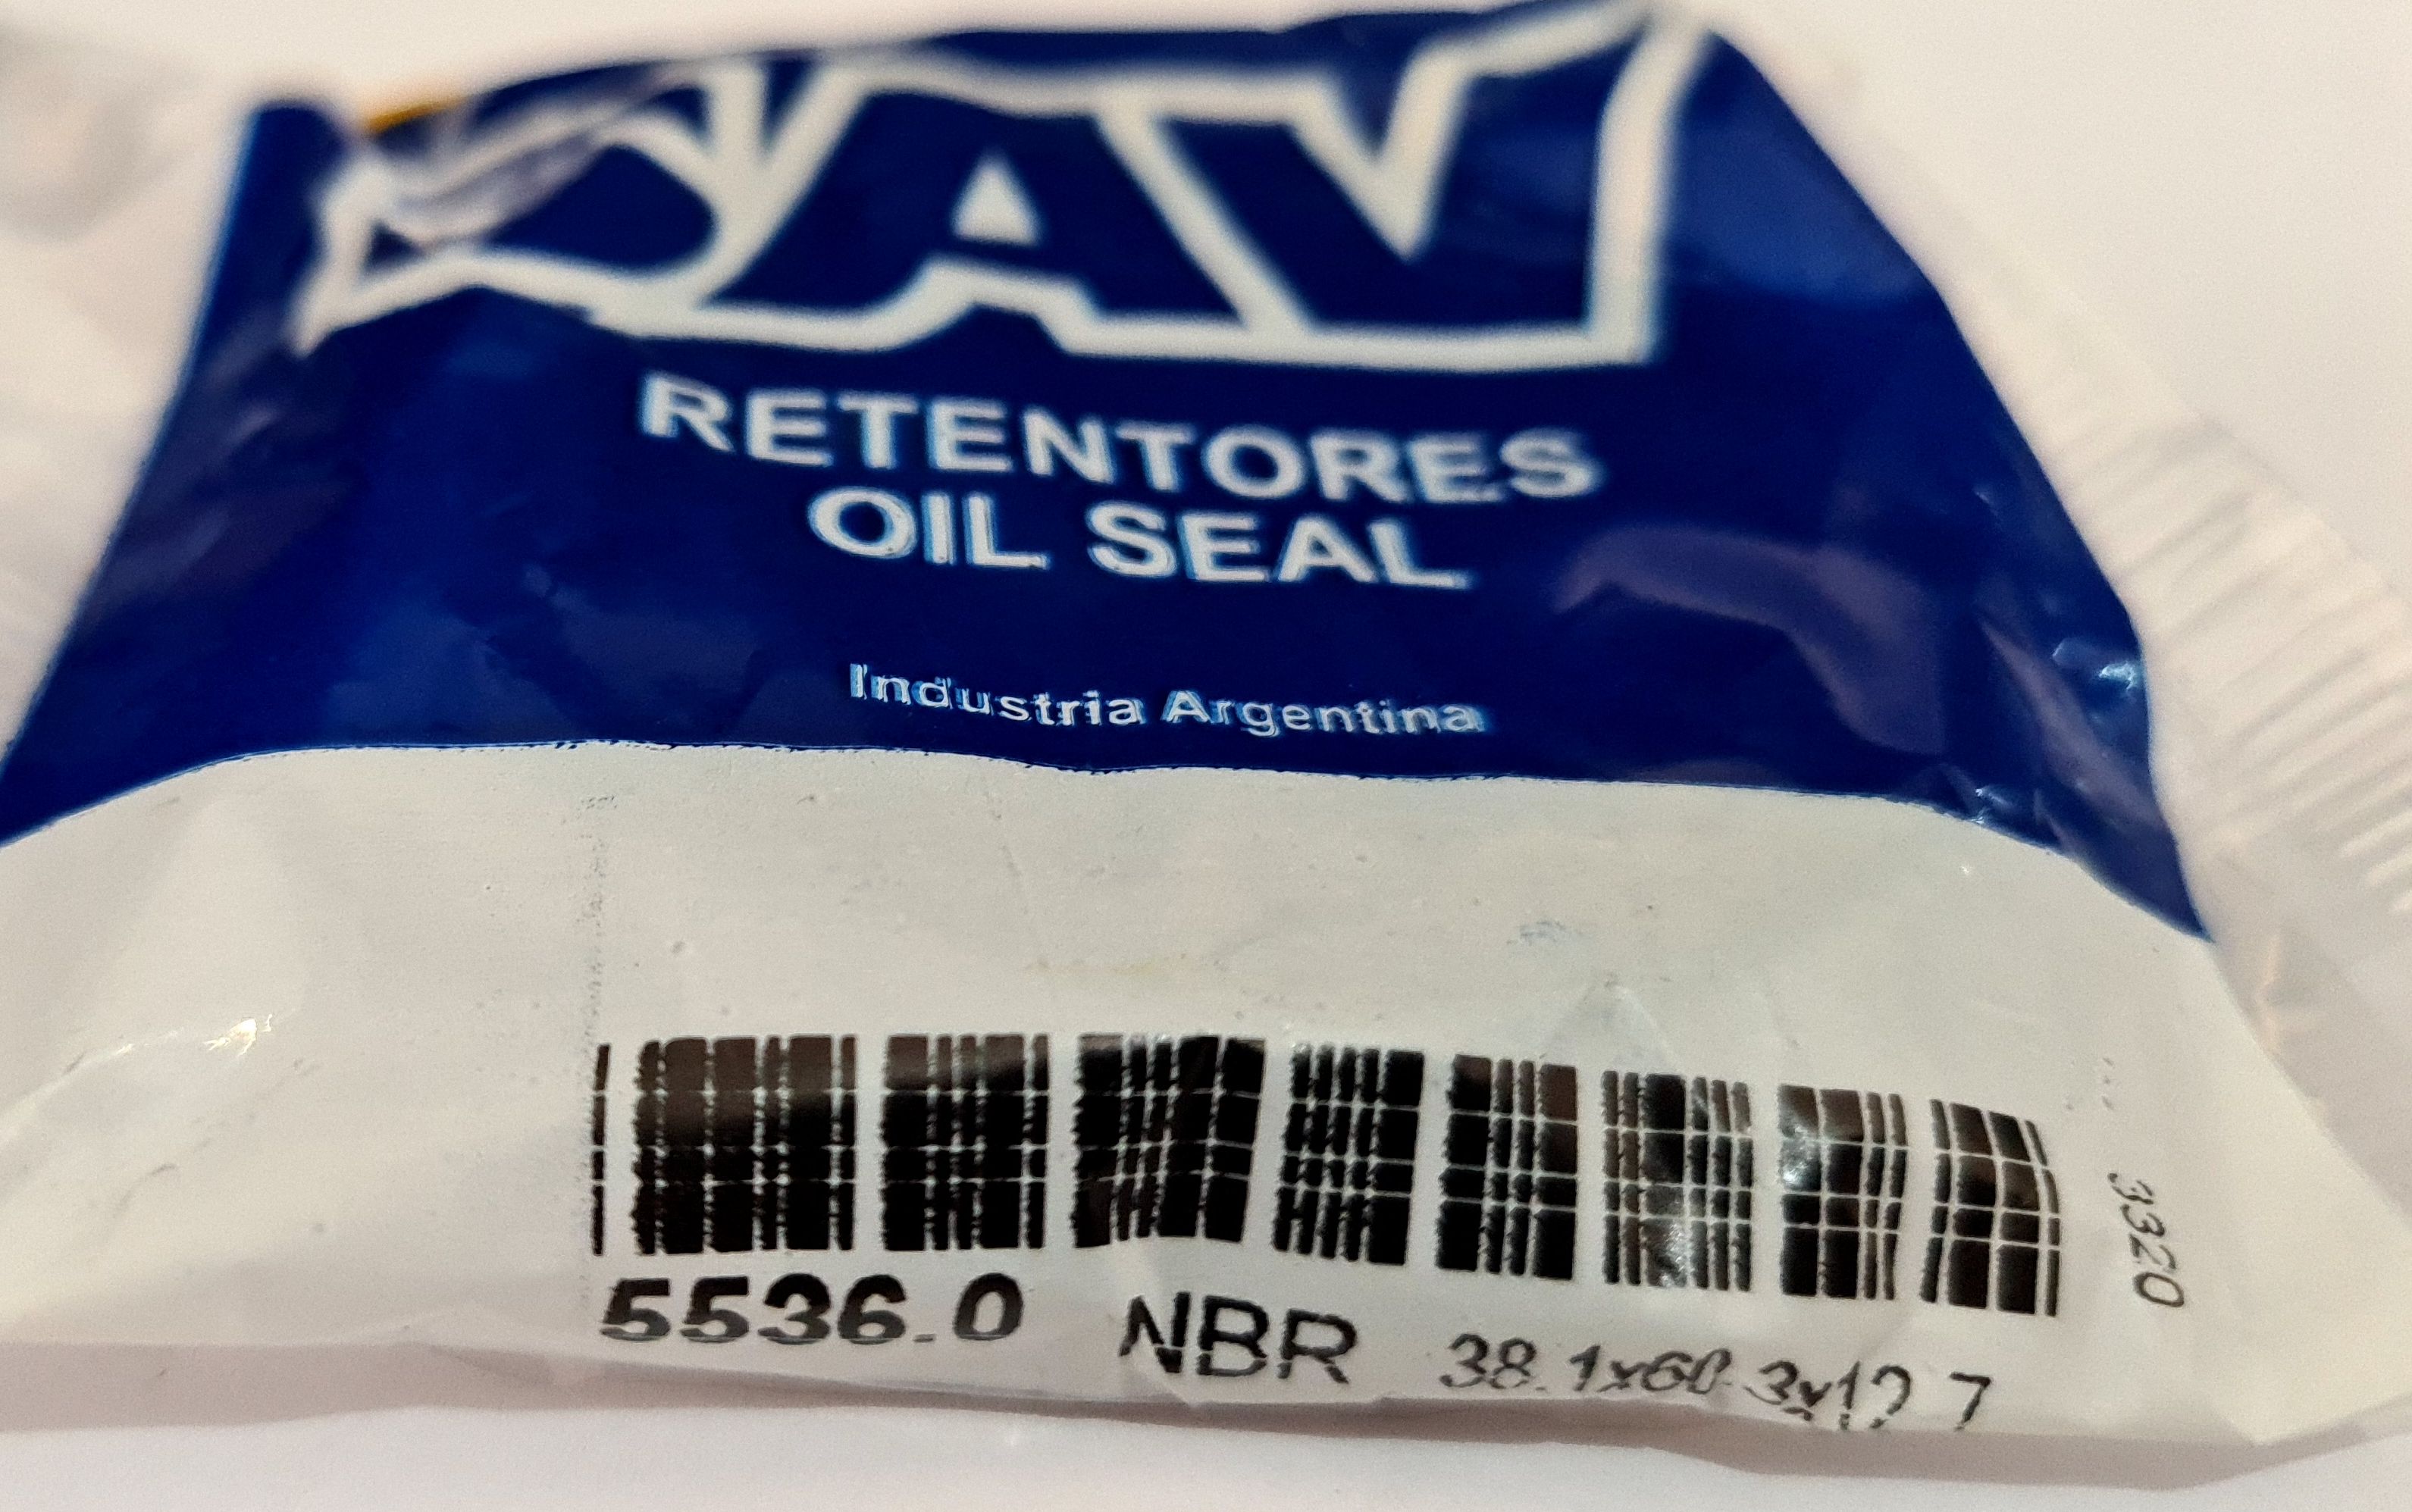 SAV
RETENTORES
OIL SEAL
Industria Argentina
5536.0 NBR 38.1x60.3x12.7
3320